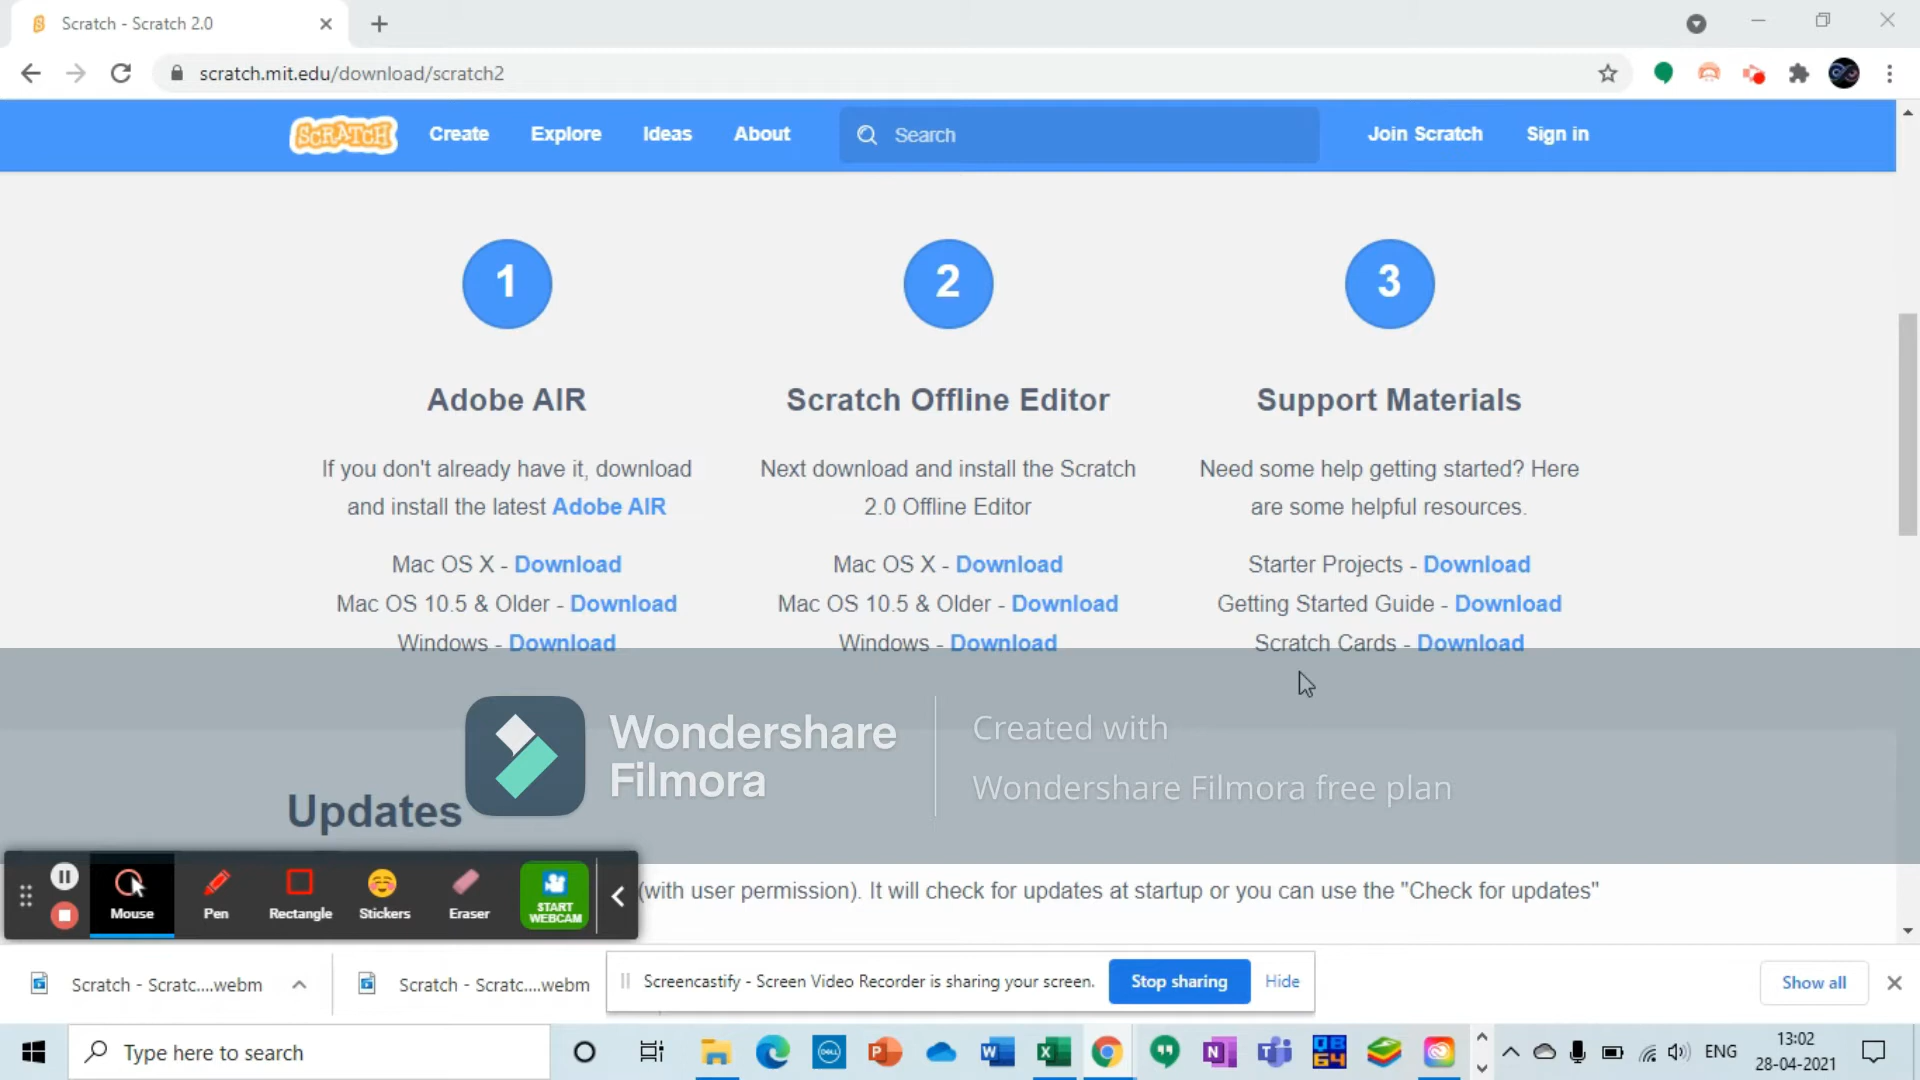 Scratch - Scratch 2.0
scratch.mit.edu/download/scratch2
SCRATCH Create Explore Ideas About Search Join Scratch Sign in
1
2
3
Adobe AIR
Scratch Offline Editor
Support Materials
If you don't already have it, download
and install the latest Adobe AIR
Next download and install the Scratch
2.0 Offline Editor
Need some help getting started? Here
are some helpful resources.
Mac OS X - Download
Mac OS 10.5 & Older - Download
Windows - Download
Mac OS X - Download
Mac OS 10.5 & Older - Download
Windows - Download
Starter Projects - Download
Getting Started Guide - Download
Scratch Cards - Download
Wondershare
Filmora
Created with
Wondershare Filmora free plan
Updates
Mouse Pen Rectangle Stickers Eraser START
WEBCAM
(with user permission). It will check for updates at startup or you can use the "Check for updates"
Scratch - Scratc....webm
Scratch - Scratc....webm
Screencastify - Screen Video Recorder is sharing your screen. Stop sharing Hide
Show all
Type here to search
DELL
QB
64
ENG
13:02
28-04-2021